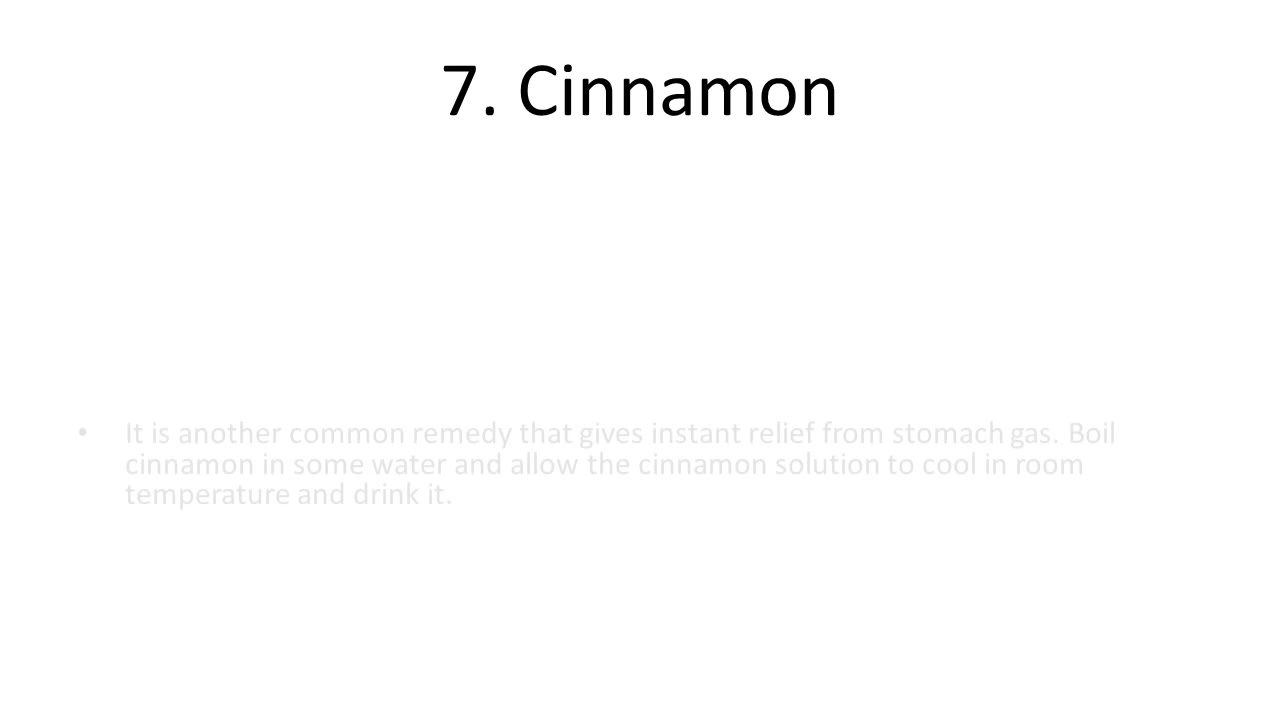 7. Cinnamon
• It is another common remedy that gives instant relief from stomach gas. Boil
cinnamon in some water and allow the cinnamon solution to cool in room
temperature and drink it.